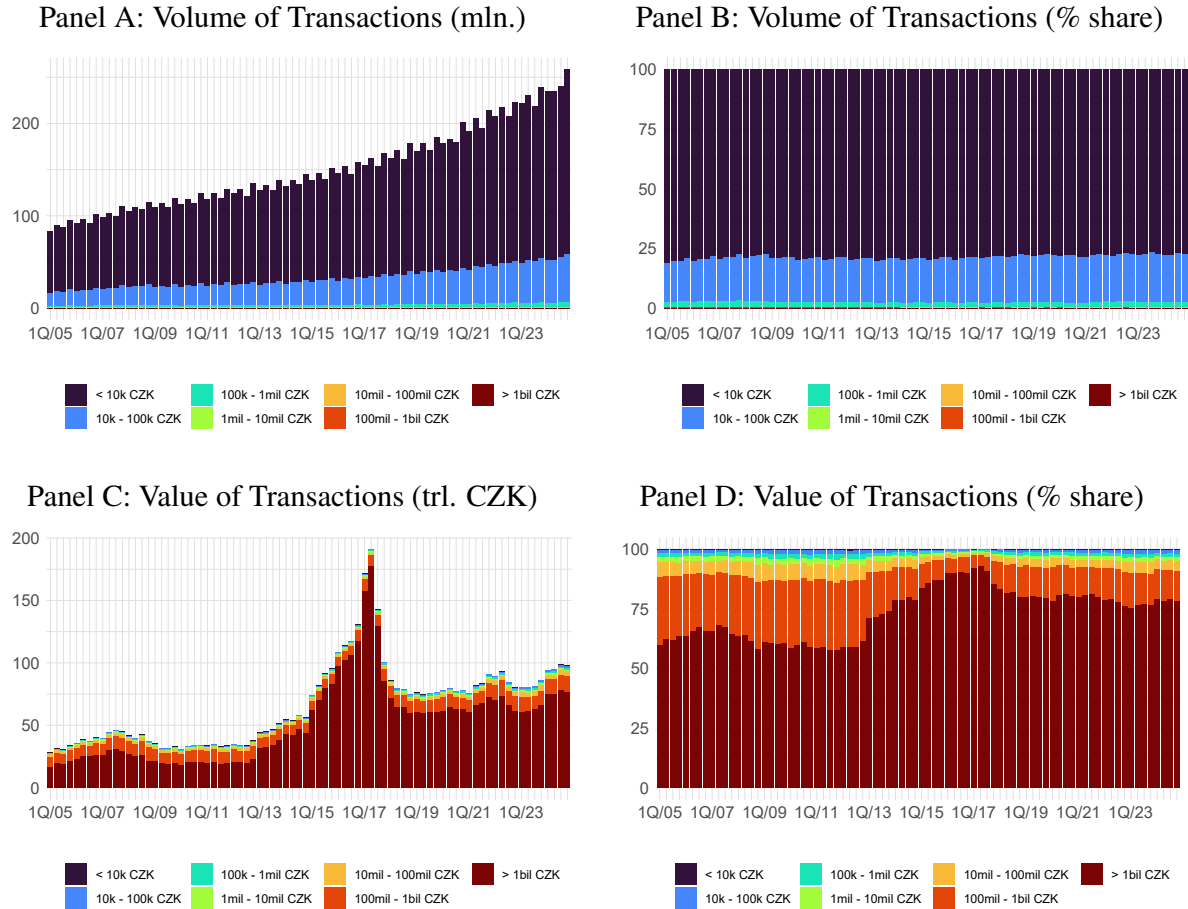 Panel A: Volume of Transactions (mln.)
200
100
0
1Q/05 1Q/07 1Q/09 1Q/11 1Q/13 1Q/15 1Q/17 1Q/19 1Q/21 1Q/23
< 10k CZK 100k - 1mil CZK 10mil - 100mil CZK > 1bil CZK
10k - 100k CZK 1mil - 10mil CZK 100mil - 1bil CZK
Panel B: Volume of Transactions (% share)
100
75
50
25
0
1Q/05 1Q/07 1Q/09 1Q/11 1Q/13 1Q/15 1Q/17 1Q/19 1Q/21 1Q/23
< 10k CZK 100k - 1mil CZK 10mil - 100mil CZK > 1bil CZK
10k - 100k CZK 1mil - 10mil CZK 100mil - 1bil CZK
Panel C: Value of Transactions (trl. CZK)
200
150
100
50
0
1Q/05 1Q/07 1Q/09 1Q/11 1Q/13 1Q/15 1Q/17 1Q/19 1Q/21 1Q/23
< 10k CZK 100k - 1mil CZK 10mil - 100mil CZK > 1bil CZK
10k - 100k CZK 1mil - 10mil CZK 100mil - 1bil CZK
Panel D: Value of Transactions (% share)
100
75
50
25
0
1Q/05 1Q/07 1Q/09 1Q/11 1Q/13 1Q/15 1Q/17 1Q/19 1Q/21 1Q/23
< 10k CZK 100k - 1mil CZK 10mil - 100mil CZK > 1bil CZK
10k - 100k CZK 1mil - 10mil CZK 100mil - 1bil CZK